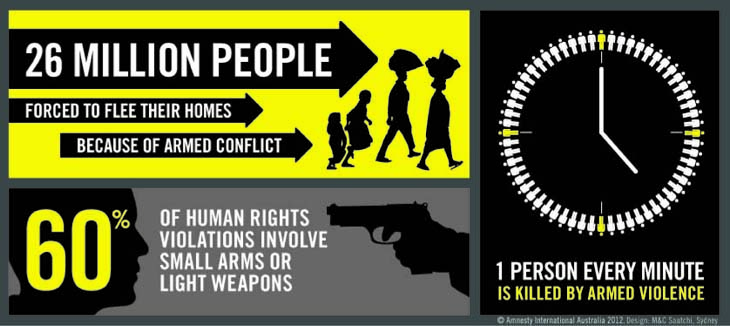 26 MILLION PEOPLE
FORCED TO FLEE THEIR HOMES
BECAUSE OF ARMED CONFLICT
60%
OF HUMAN RIGHTS
VIOLATIONS INVOLVE
SMALL ARMS OR
LIGHT WEAPONS
1 PERSON EVERY MINUTE
IS KILLED BY ARMED VIOLENCE
© Amnesty International Australia 2012. Design: M&C Saatchi, Sydney